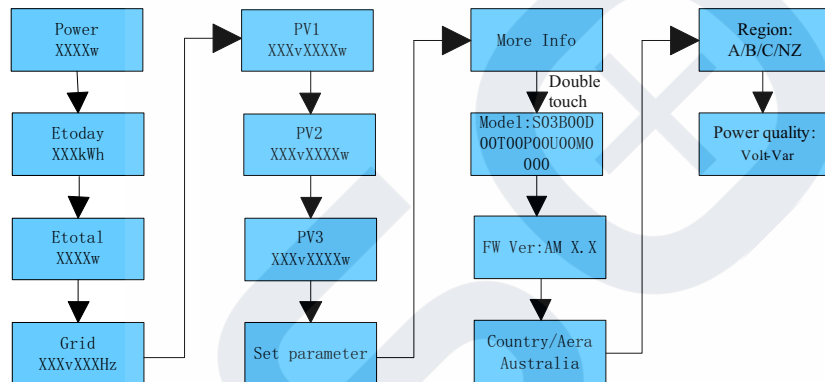 Power
XXXXw
Etoday
XXXkWh
Etotal
XXXXw
Grid
XXXvXXXHz
PV1
XXXvXXXXw
PV2
XXXvXXXXw
PV3
XXXvXXXXw
Set parameter
More Info
Double
touch
Model:S03B00D
00T00P00U00M0
000
FW Ver:AM X.X
Country/Aera
Australia
Region:
A/B/C/NZ
Power quality:
Volt-Var